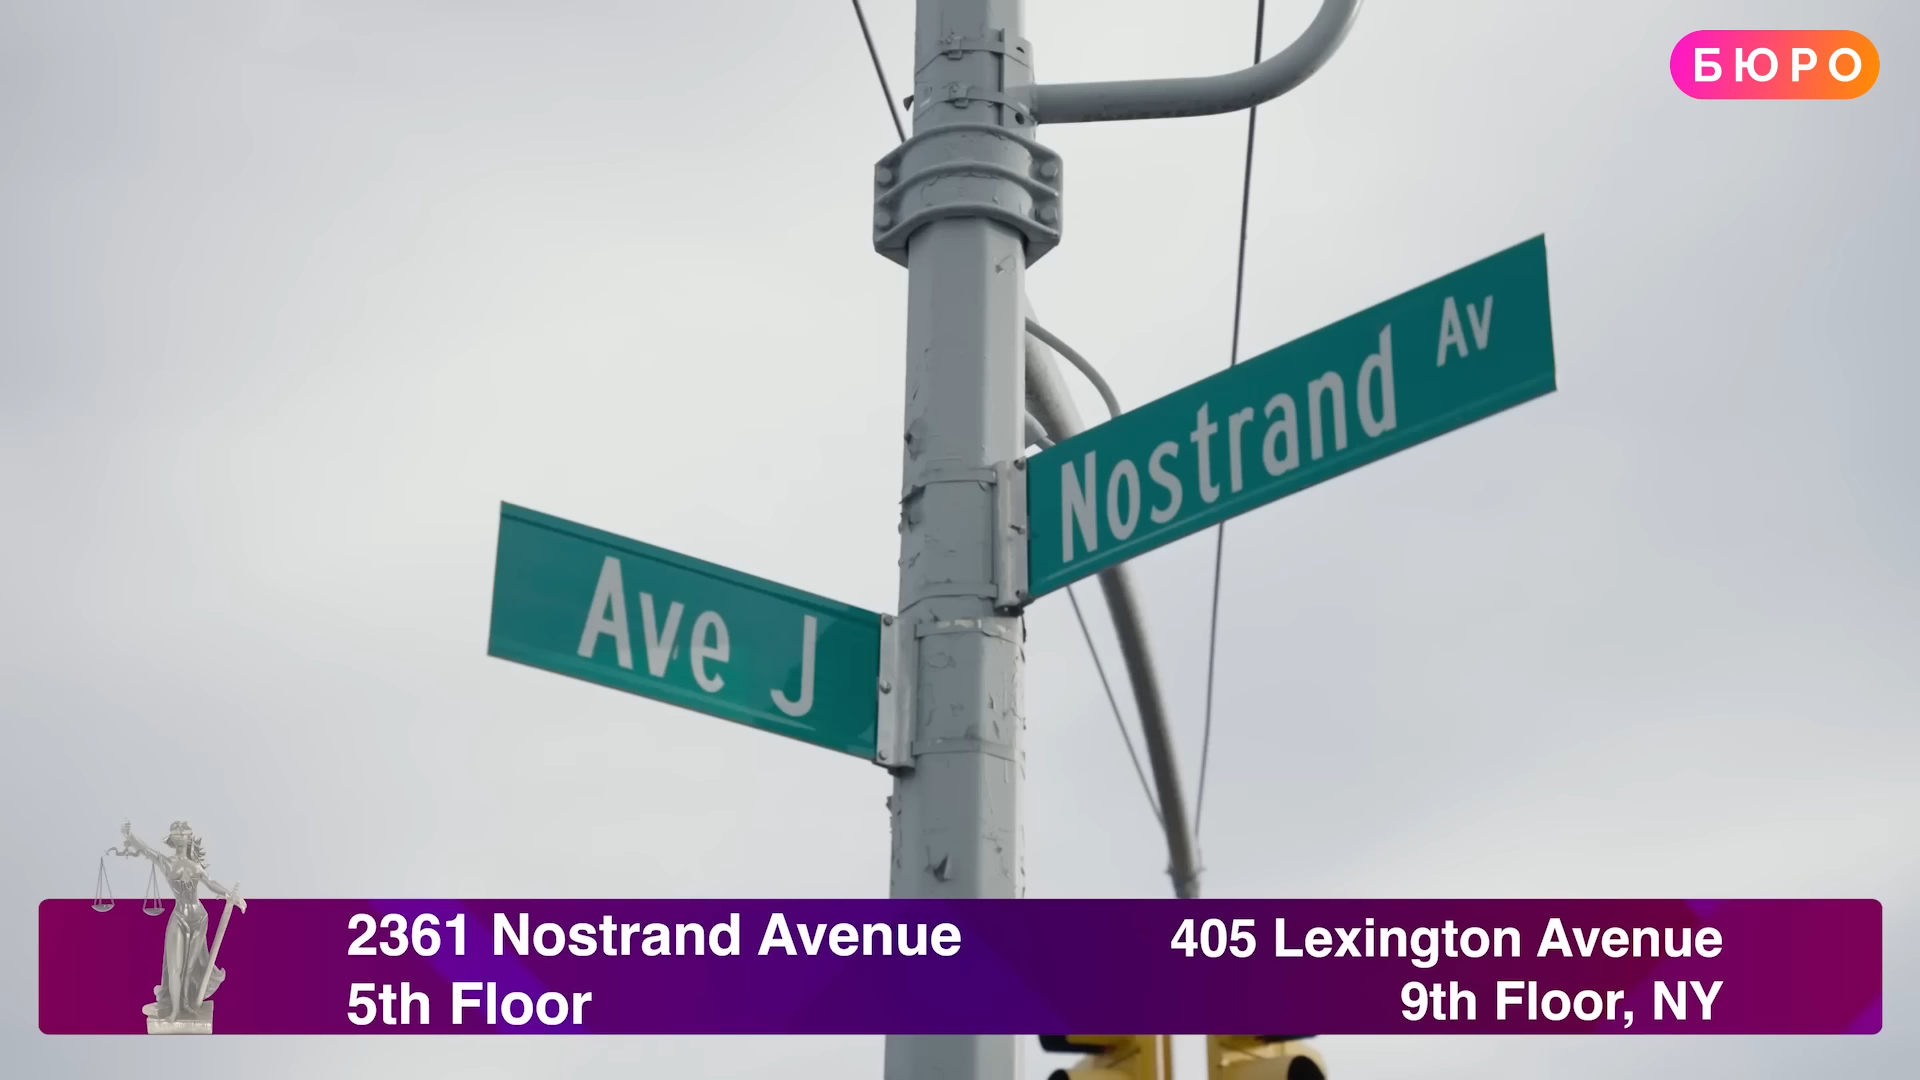 БЮРО
Nostrand Av
Ave J
2361 Nostrand Avenue
5th Floor
405 Lexington Avenue
9th Floor, NY